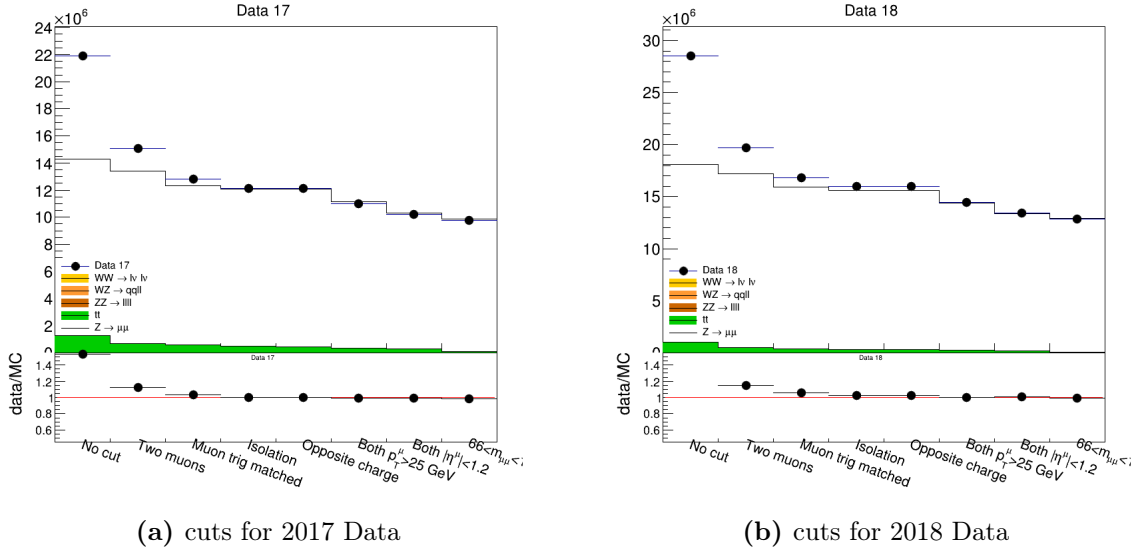 Data 17
×10⁶
24
22
20
18
16
14
12
10
8
6
4
2
0
Data 17
WW → lν lν
WZ → qqll
ZZ → llll
tt
Z → μμ
Data 17
data/MC
1.4
1.2
1
0.8
0.6
No cut
Two muons
Muon trig matched
Isolation
Opposite charge
Both p_T^μ>25 GeV
Both |η^μ|<1.2
66<m_μμ<
(a) cuts for 2017 Data
Data 18
×10⁶
30
25
20
15
10
5
0
Data 18
WW → lν lν
WZ → qqll
ZZ → llll
tt
Z → μμ
Data 18
data/MC
1.4
1.2
1
0.8
0.6
No cut
Two muons
Muon trig matched
Isolation
Opposite charge
Both p_T^μ>25 GeV
Both |η^μ|<1.2
66<m_μμ<
(b) cuts for 2018 Data